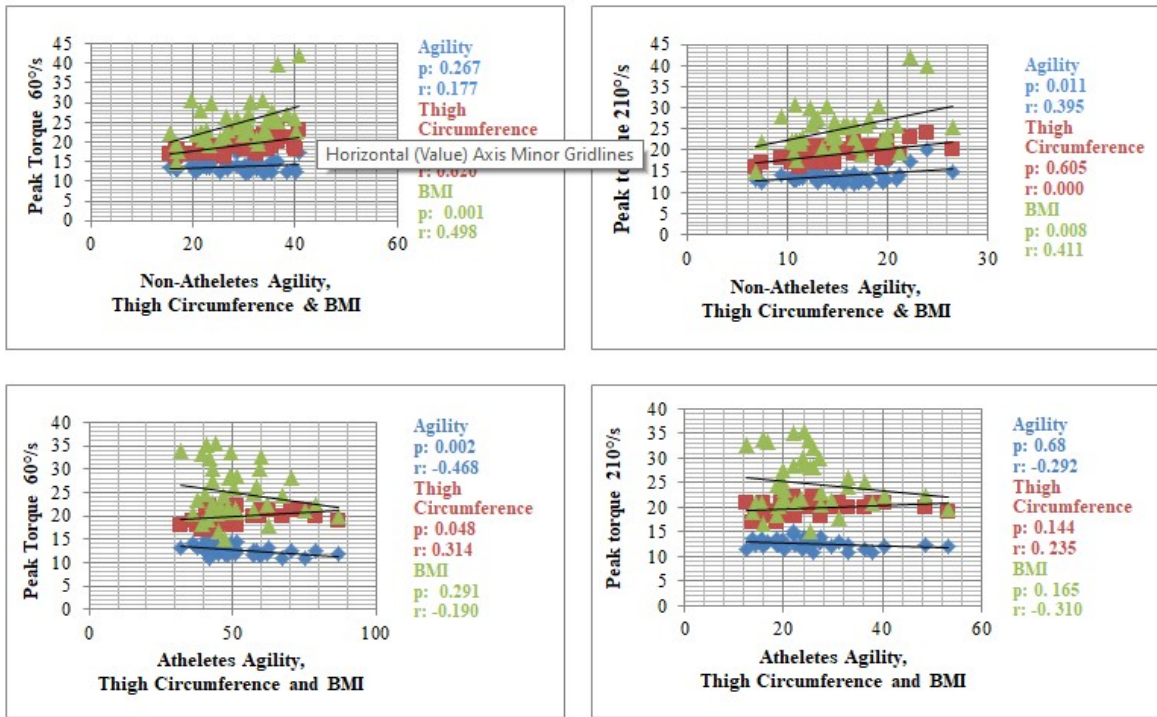 45
40
35
30
25
20
15
10
5
0
Peak Torque 60°/s
0 20 40 60
Non-Atheletes Agility,
Thigh Circumference & BMI
Agility
p: 0.267
r: 0.177
Thigh
Circumference
r: 0.620
BMI
p: 0.001
r: 0.498
Horizontal (Value) Axis Minor Gridlines
45
40
35
30
25
20
15
10
5
0
Peak torque 210°/s
0 10 20 30
Non-Atheletes Agility,
Thigh Circumference & BMI
Agility
p: 0.011
r: 0.395
Thigh
Circumference
p: 0.605
r: 0.000
BMI
p: 0.008
r: 0.411
40
35
30
25
20
15
10
5
0
Peak Torque 60°/s
0 50 100
Atheletes Agility,
Thigh Circumference and BMI
Agility
p: 0.002
r: -0.468
Thigh
Circumference
p: 0.048
r: 0.314
BMI
p: 0.291
r: -0.190
40
35
30
25
20
15
10
5
0
Peak torque 210°/s
0 20 40 60
Atheletes Agility,
Thigh Circumference and BMI
Agility
p: 0.68
r: -0.292
Thigh
Circumference
p: 0.144
r: 0. 235
BMI
p: 0. 165
r: -0. 310